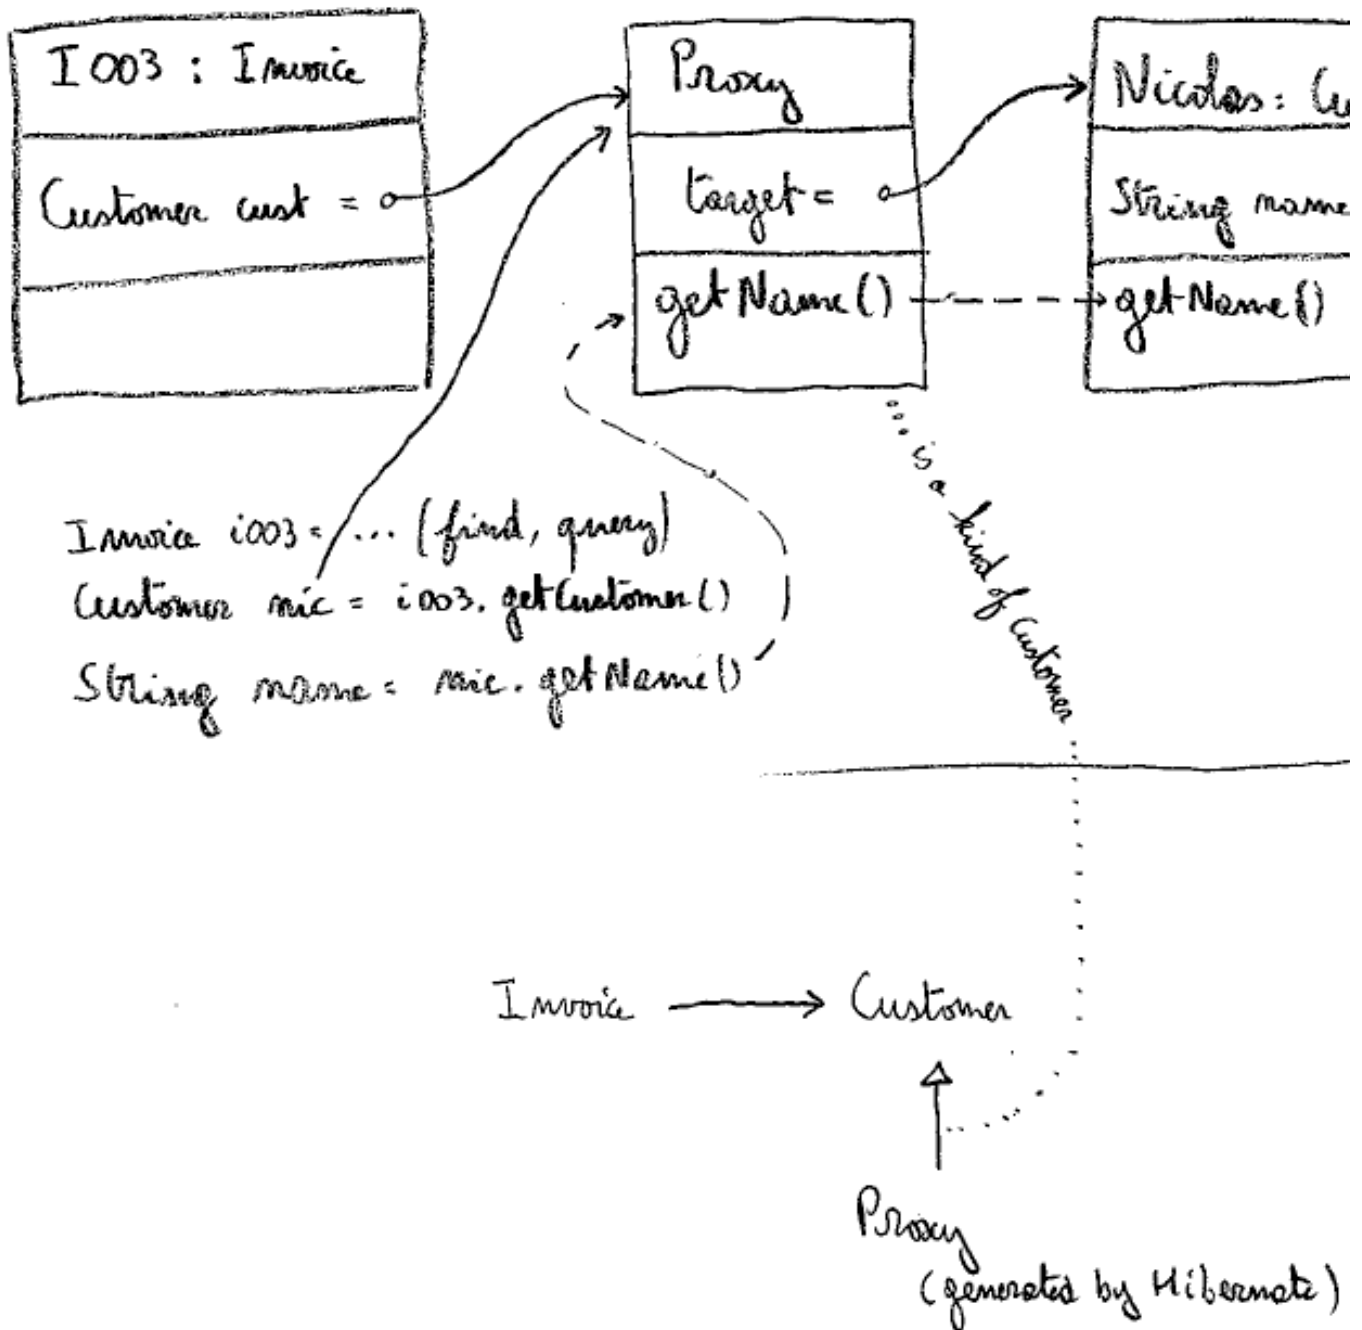 I003 : Invoice
Customer cust =
Proxy
target =
getName()
Nicolas: Cu
String name
getName()
Invoice i003 = ... (find, query)
Customer nic = i003.getCustomer()
String name = nic.getName()
... is a kind of Customer
Invoice
Customer
Proxy
(generated by Hibernate)